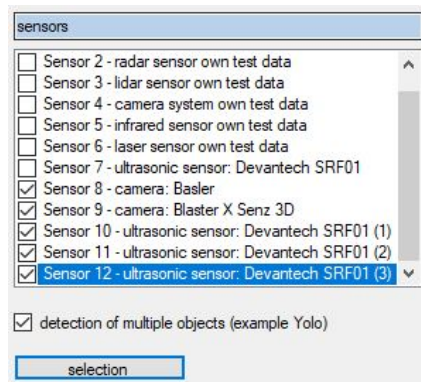 sensors
Sensor 2 - radar sensor own test data
Sensor 3 - lidar sensor own test data
Sensor 4 - camera system own test data
Sensor 5 - infrared sensor own test data
Sensor 6 - laser sensor own test data
Sensor 7 - ultrasonic sensor: Devantech SRF01
Sensor 8 - camera: Basler
Sensor 9 - camera: Blaster X Senz 3D
Sensor 10 - ultrasonic sensor: Devantech SRF01 (1)
Sensor 11 - ultrasonic sensor: Devantech SRF01 (2)
Sensor 12 - ultrasonic sensor: Devantech SRF01 (3)
detection of multiple objects (example Yolo)
selection